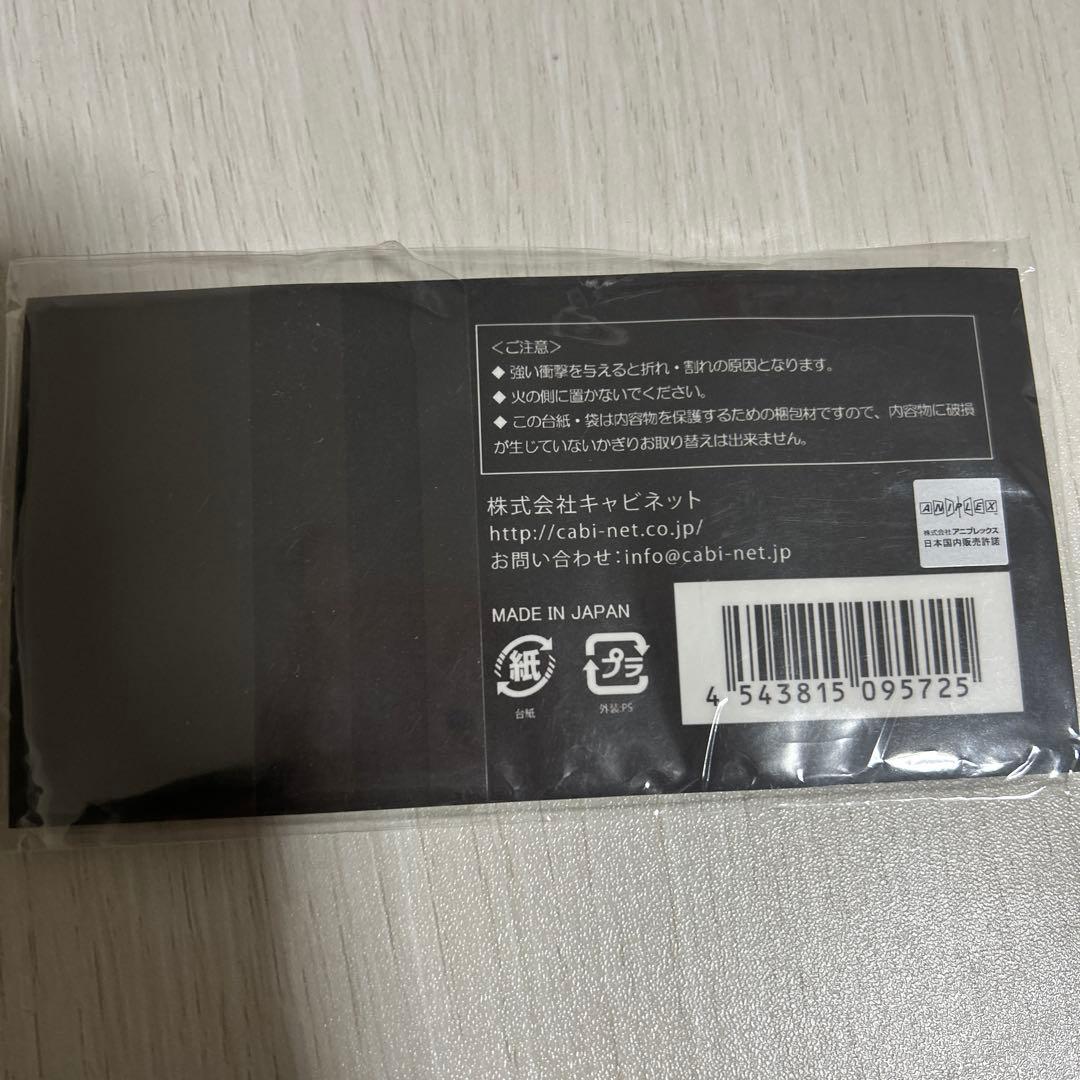 ＜ご注意＞
◆ 強い衝撃を与えると折れ・割れの原因となります。
◆ 火の側に置かないでください。
◆ この台紙・袋は内容物を保護するための梱包材ですので、内容物に破損
が生じていないかぎりお取り替えは出来ません。
株式会社キャビネット
http://cabi-net.co.jp/
お問い合わせ:info@cabi-net.jp
ANIPLEX
株式会社アニプレックス
日本国内販売許諾
MADE IN JAPAN
紙
プラ
台紙
外装:PS
4 543815 095725